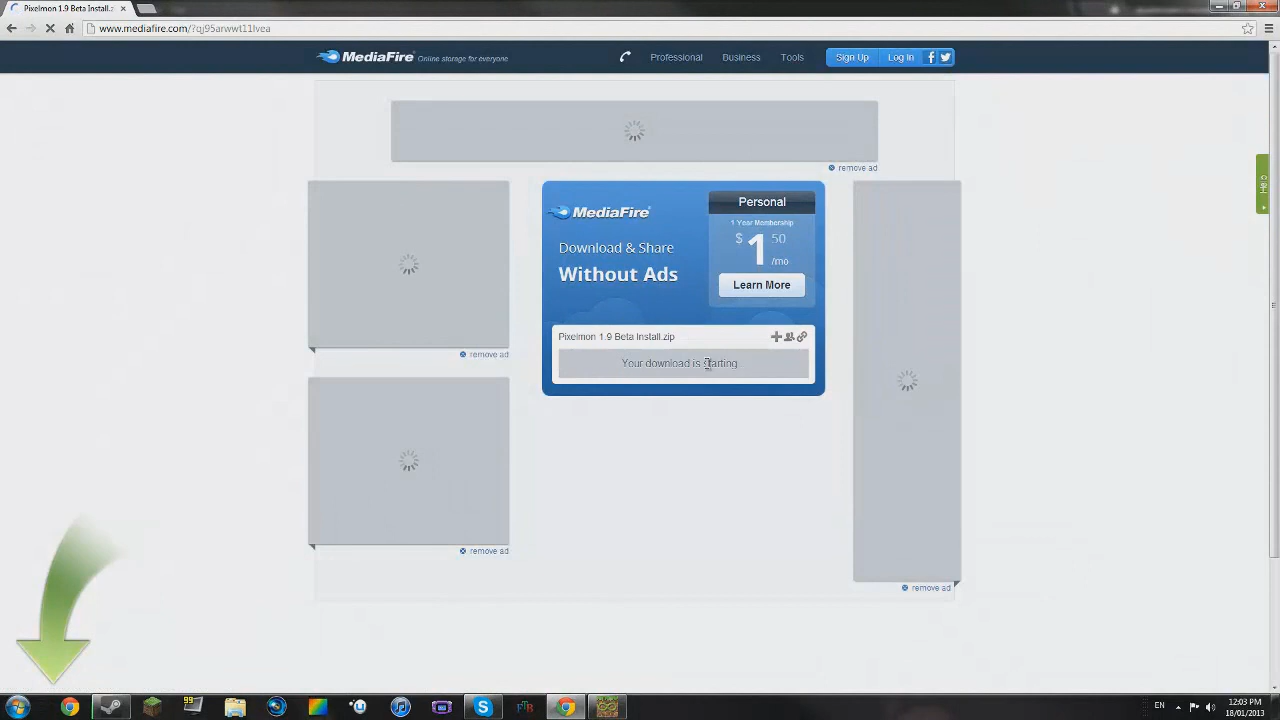 Pixelmon 1.9 Beta Install.z
www.mediafire.com/?qj95arwwt11lvea
MediaFire Online storage for everyone
Professional Business Tools Sign Up Log In
remove ad
MediaFire
Download & Share
Without Ads
Personal
1 Year Membership
$ 1 50
/mo
Learn More
Pixelmon 1.9 Beta Install.zip
Your download is starting
remove ad
remove ad
remove ad
Help
99
FTB
EN
12:03 PM
18/01/2013